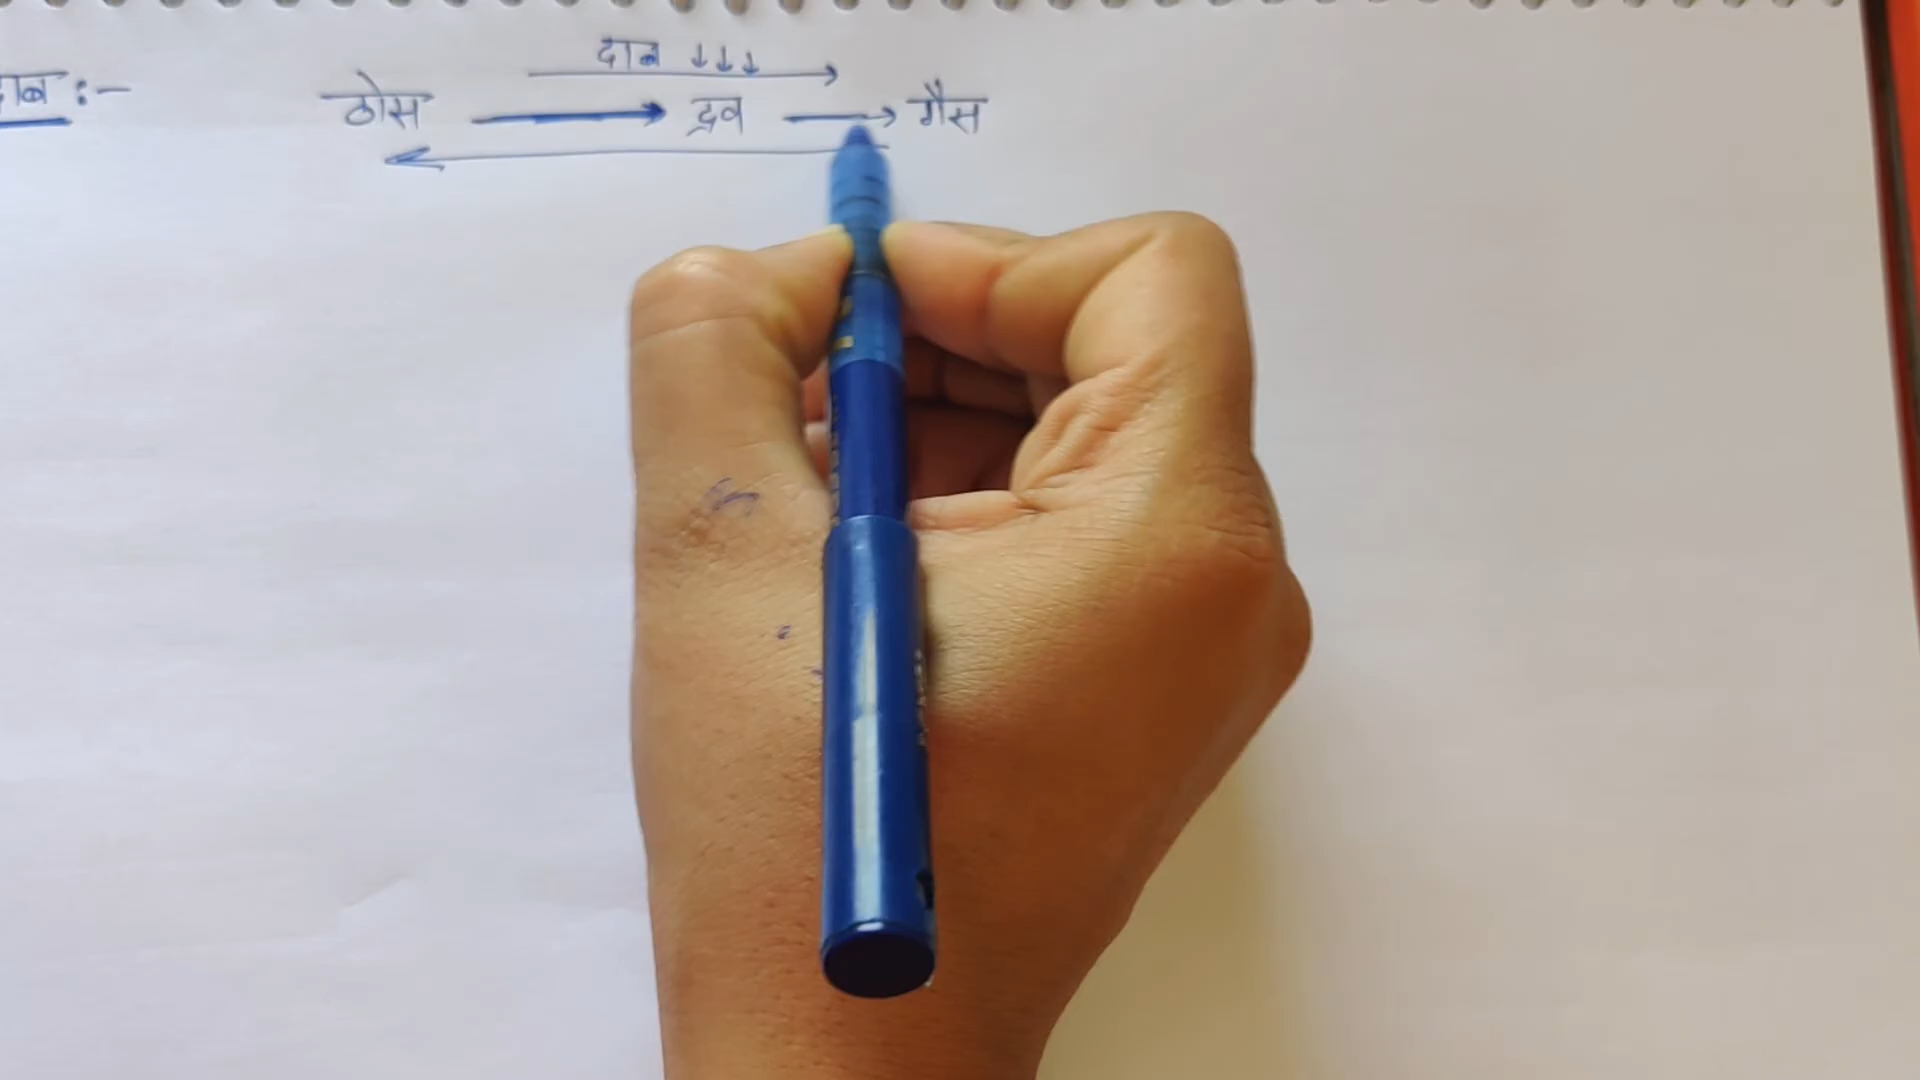 दाब ↓↓↓
दाब :- ठोस → द्रव → गैस